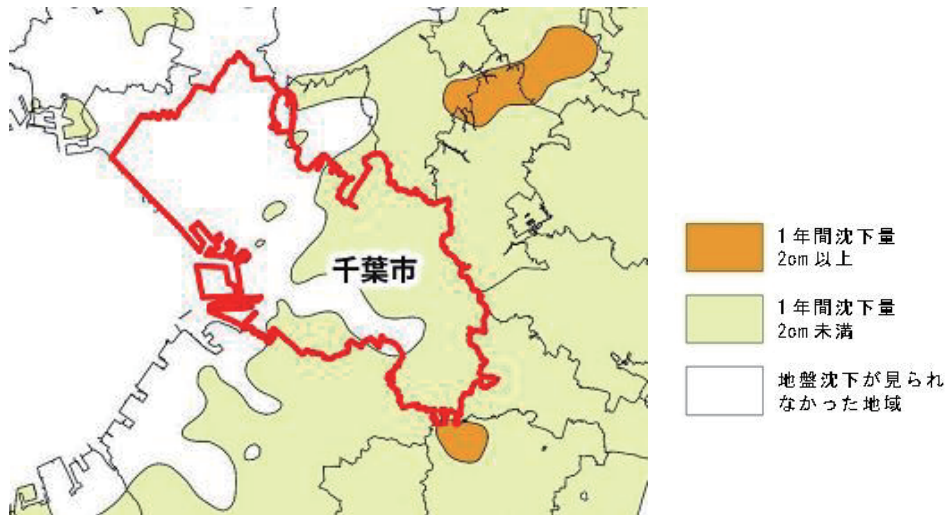 千葉市
1年間沈下量
2cm以上
1年間沈下量
2cm未満
地盤沈下が見られ
なかった地域